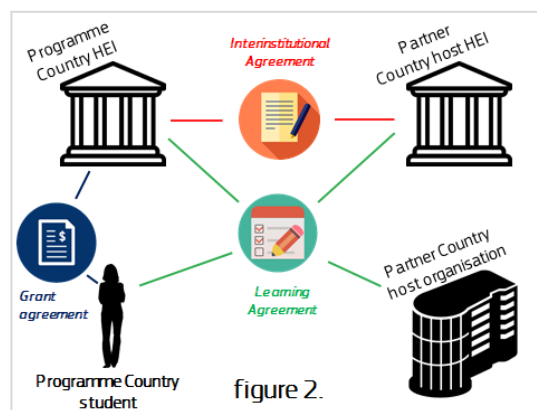 Programme
Country HEI
Interinstitutional
Agreement
Partner
Country host HEI
$
Grant
agreement
Learning
Agreement
Partner Country
host organisation
Programme Country
student
figure 2.